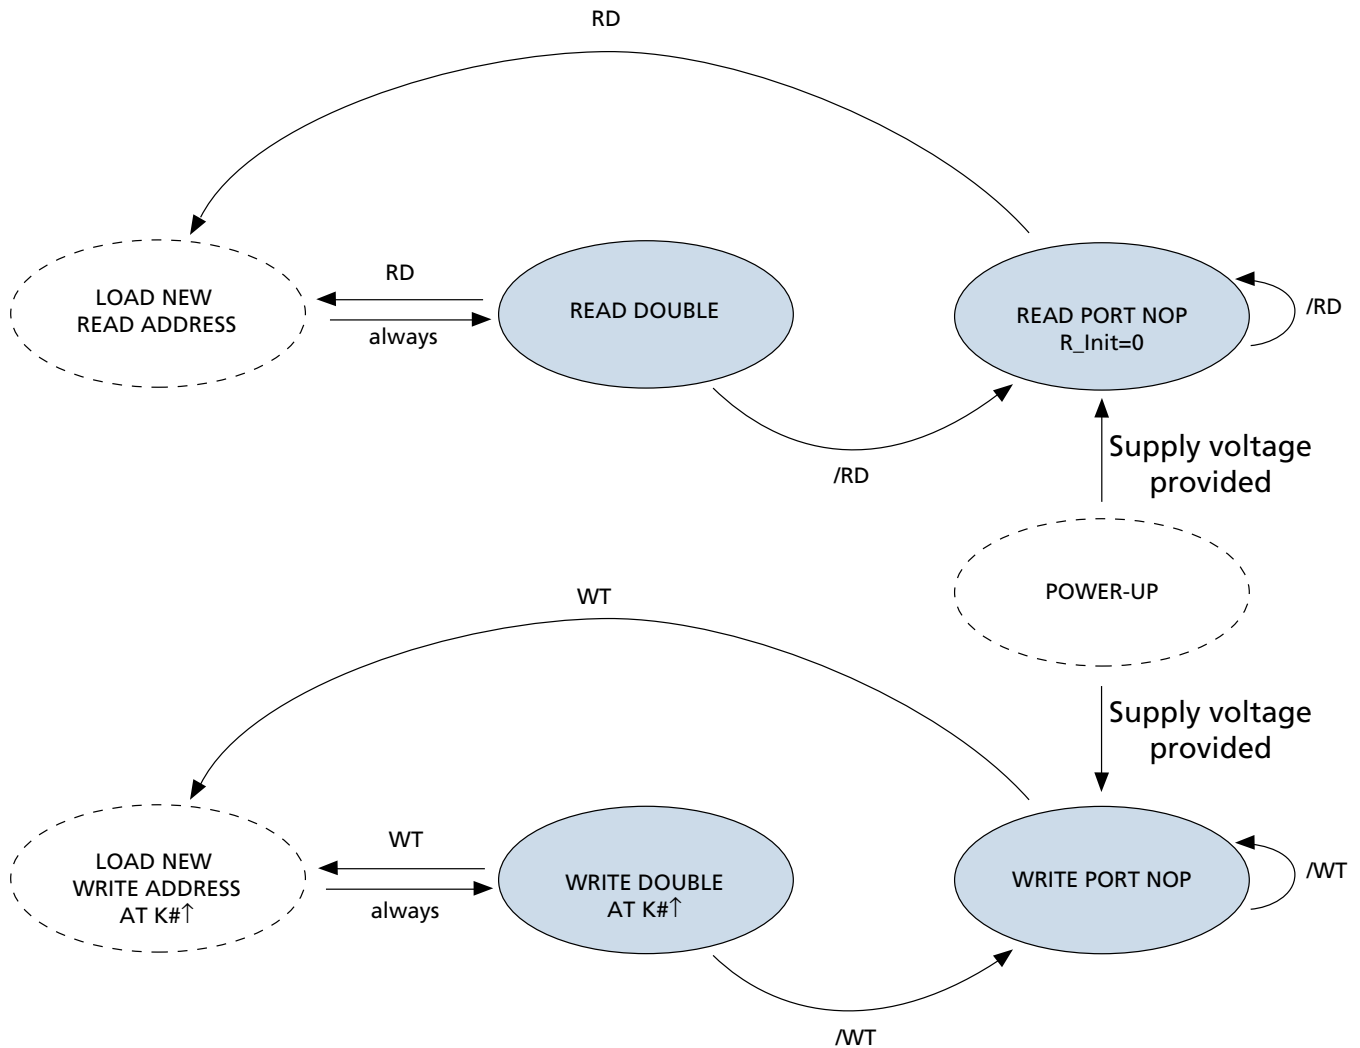 RD
LOAD NEW
READ ADDRESS
RD
always
READ DOUBLE
READ PORT NOP
R_Init=0
/RD
/RD
Supply voltage
provided
POWER-UP
WT
Supply voltage
provided
LOAD NEW
WRITE ADDRESS
AT K#↑
WT
always
WRITE DOUBLE
AT K#↑
WRITE PORT NOP
/WT
/WT